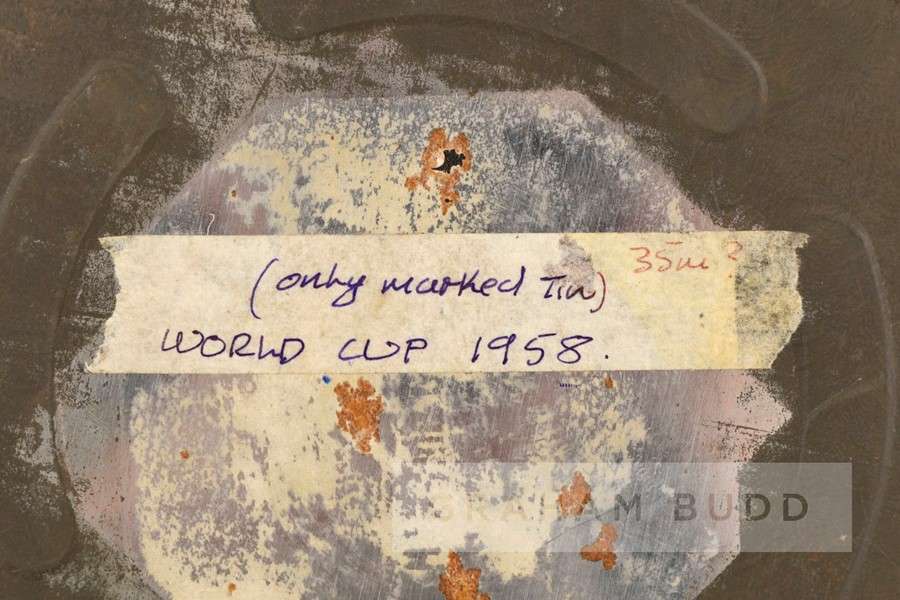 35m ?
(only marked Tin)
WORLD CUP 1958.
GRAHAM BUDD